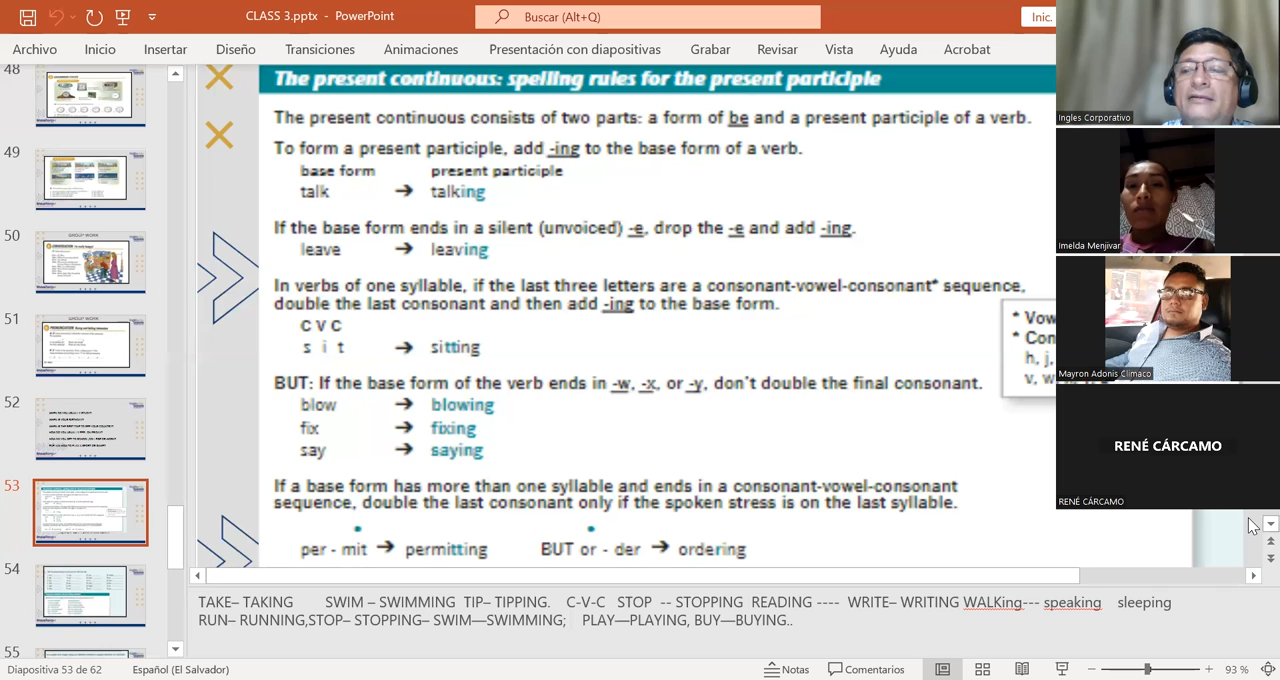 CLASS 3.pptx - PowerPoint
Buscar (Alt+Q)
Inic.
Archivo Inicio Insertar Diseño Transiciones Animaciones Presentación con diapositivas Grabar Revisar Vista Ayuda Acrobat
48
49
50
51
52
53
54
55
The present continuous: spelling rules for the present participle
The present continuous consists of two parts: a form of be and a present participle of a verb.
To form a present participle, add -ing to the base form of a verb.
base form present participle
talk → talking
If the base form ends in a silent (unvoiced) -e, drop the -e and add -ing.
leave → leaving
In verbs of one syllable, if the last three letters are a consonant-vowel-consonant* sequence,
double the last consonant and then add -ing to the base form.
C V C
s i t → sitting
* Vow
* Con
h, j,
v, w
BUT: If the base form of the verb ends in -w, -x, or -y, don't double the final consonant.
blow → blowing
fix → fixing
say → saying
If a base form has more than one syllable and ends in a consonant-vowel-consonant
sequence, double the last consonant only if the spoken stress is on the last syllable.
per - mit → permitting BUT or - der → ordering
TAKE– TAKING SWIM – SWIMMING TIP– TIPPING. C-V-C STOP -- STOPPING READING ---- WRITE– WRITING WALKing--- speaking sleeping
RUN– RUNNING,STOP– STOPPING– SWIM—SWIMMING; PLAY—PLAYING, BUY—BUYING..
Ingles Corporativo
Imelda Menjivar
Mayron Adonis Climaco
RENÉ CÁRCAMO
RENÉ CÁRCAMO
Diapositiva 53 de 62 Español (El Salvador) Notas Comentarios 93 %